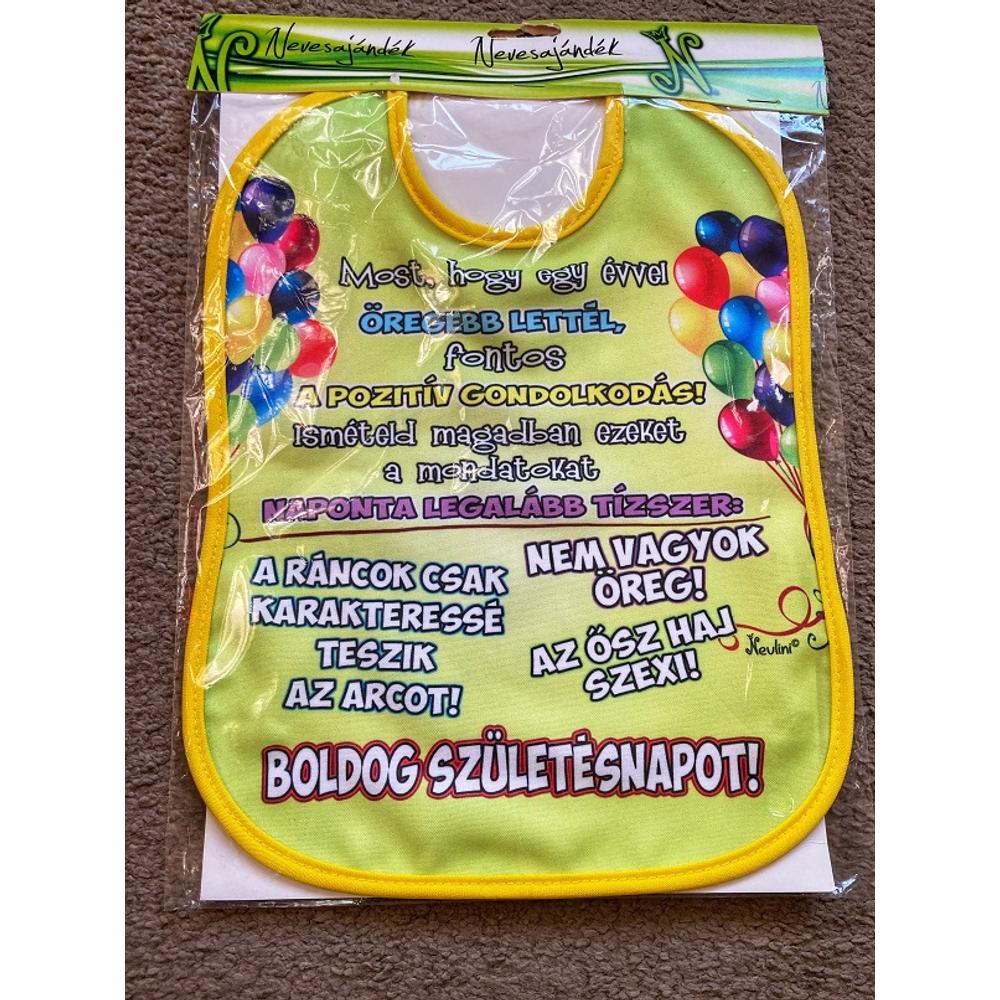 Nevesajándék Nevesajándék
Most, hogy egy évvel
ÖREGEBB LETTÉL,
fontos
A POZITÍV GONDOLKODÁS!
Ismételd magadban ezeket
a mondatokat
NAPONTA LEGALÁBB TÍZSZER:
A RÁNCOK CSAK
KARAKTERESSÉ
TESZIK
AZ ARCOT!
NEM VAGYOK
ÖREG!
AZ ŐSZ HAJ
SZEXI!
Nevlini©
BOLDOG SZÜLETÉSNAPOT!